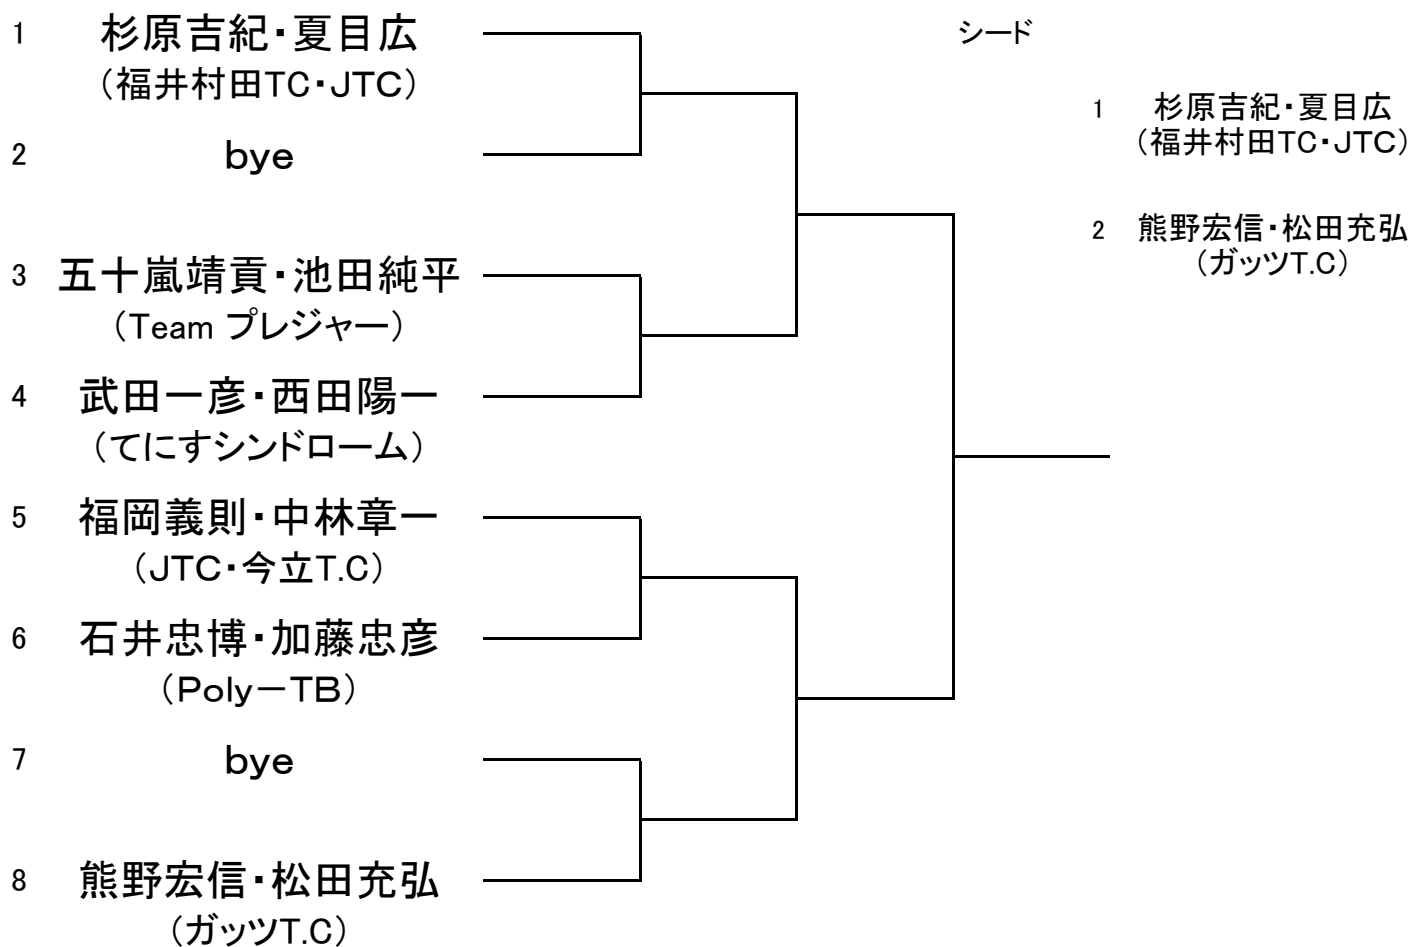 1 杉原吉紀・夏目広
（福井村田TC・JTC）
2 bye
3 五十嵐靖貢・池田純平
（Team プレジャー）
4 武田一彦・西田陽一
（てにすシンドローム）
5 福岡義則・中林章一
（JTC・今立T.C）
6 石井忠博・加藤忠彦
（Poly－TB）
7 bye
8 熊野宏信・松田充弘
（ガッツT.C）
シード
1 杉原吉紀・夏目広
（福井村田TC・JTC）
2 熊野宏信・松田充弘
（ガッツT.C）